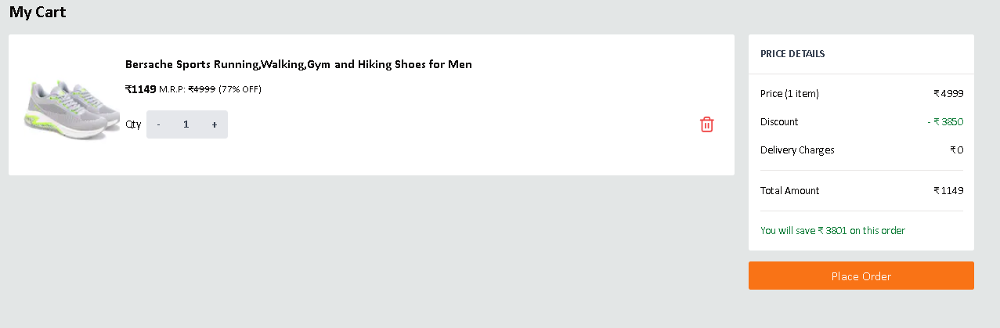 My Cart
Bersache Sports Running,Walking,Gym and Hiking Shoes for Men
₹1149 M.R.P: ₹4999 (77% OFF)
Qty - 1 +
PRICE DETAILS
Price (1 item) ₹ 4999
Discount - ₹ 3850
Delivery Charges ₹ 0
Total Amount ₹ 1149
You will save ₹ 3801 on this order
Place Order